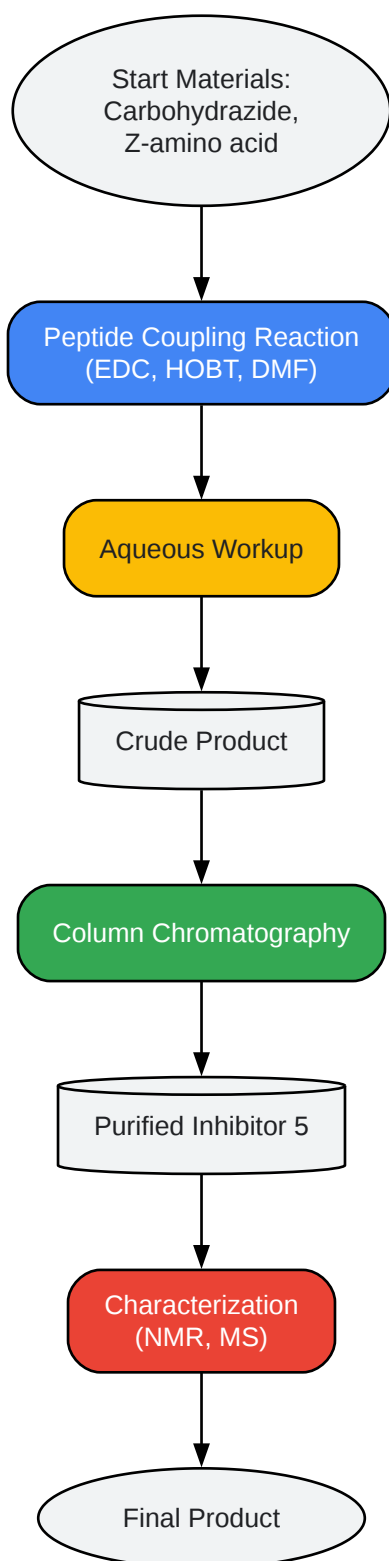 Start Materials:
Carbohydrazide,
Z-amino acid
Peptide Coupling Reaction
(EDC, HOBT, DMF)
Aqueous Workup
Crude Product
Column Chromatography
Purified Inhibitor 5
Characterization
(NMR, MS)
Final Product